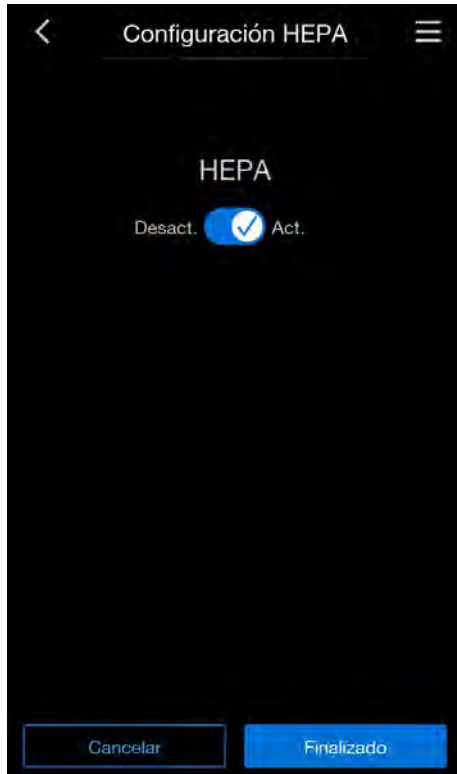 Configuración HEPA
HEPA
Desact. Act.
Cancelar Finalizado